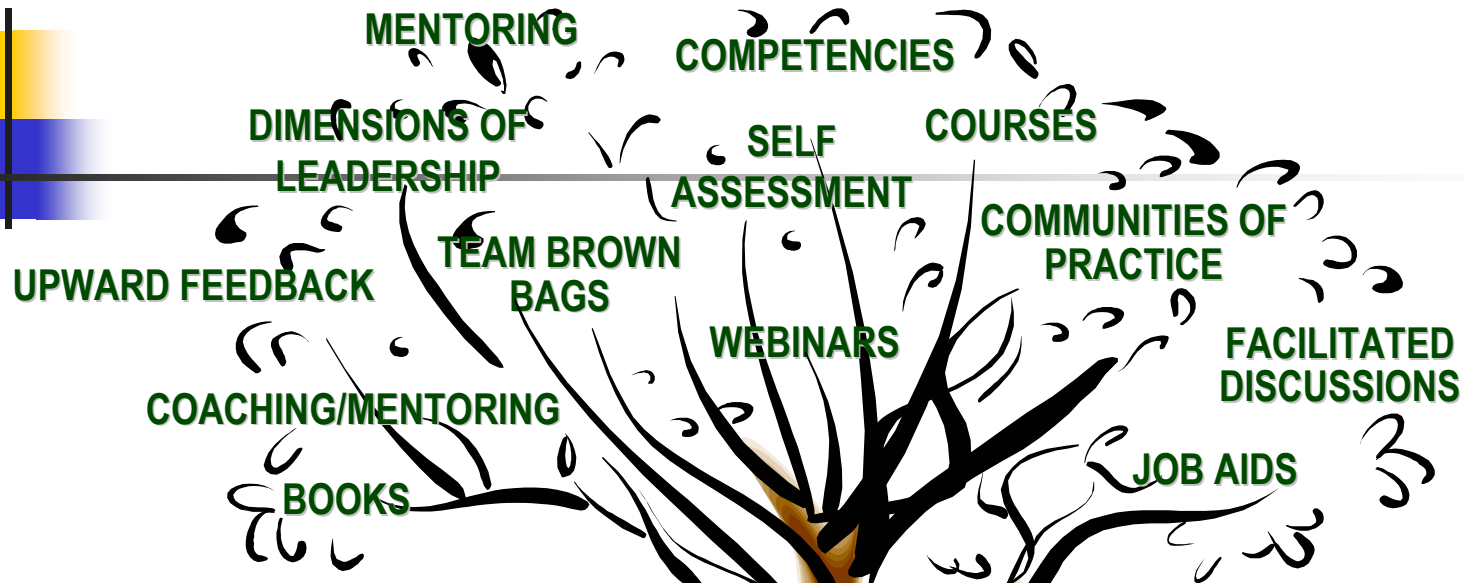 MENTORING
COMPETENCIES
DIMENSIONS OF
LEADERSHIP
SELF
ASSESSMENT
COURSES
COMMUNITIES OF
PRACTICE
TEAM BROWN
BAGS
UPWARD FEEDBACK
WEBINARS
FACILITATED
DISCUSSIONS
COACHING/MENTORING
JOB AIDS
BOOKS